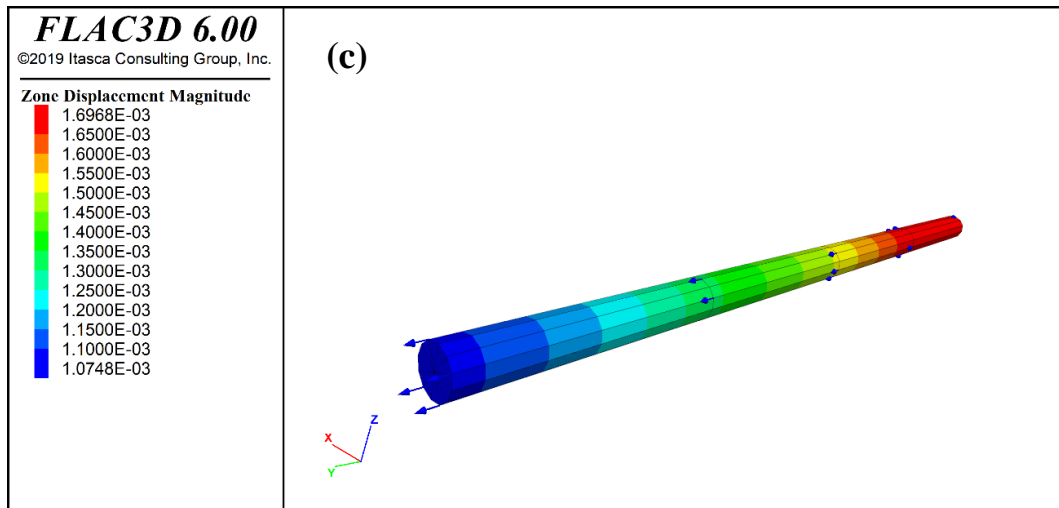 FLAC3D 6.00
©2019 Itasca Consulting Group, Inc.
Zone Displacement Magnitude
1.6968E-03
1.6500E-03
1.6000E-03
1.5500E-03
1.5000E-03
1.4500E-03
1.4000E-03
1.3500E-03
1.3000E-03
1.2500E-03
1.2000E-03
1.1500E-03
1.1000E-03
1.0748E-03
(c)
Z
X
Y